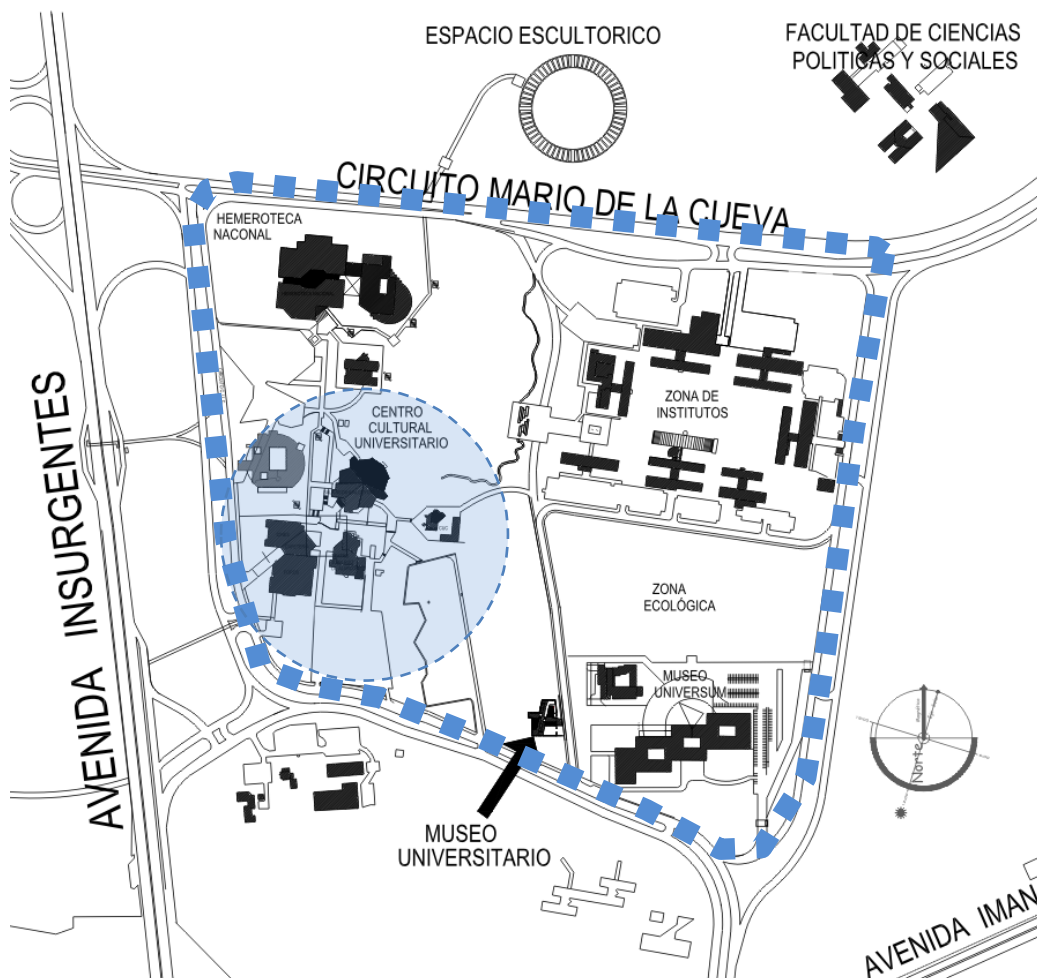 ESPACIO ESCULTORICO
FACULTAD DE CIENCIAS
POLITICAS Y SOCIALES
CIRCUITO MARIO DE LA CUEVA
HEMEROTECA
NACONAL
CENTRO
CULTURAL
UNIVERSITARIO
ZONA DE
INSTITUTOS
AVENIDA INSURGENTES
ZONA
ECOLÓGICA
MUSEO
UNIVERSUM
Norte
MUSEO
UNIVERSITARIO
AVENIDA IMAN